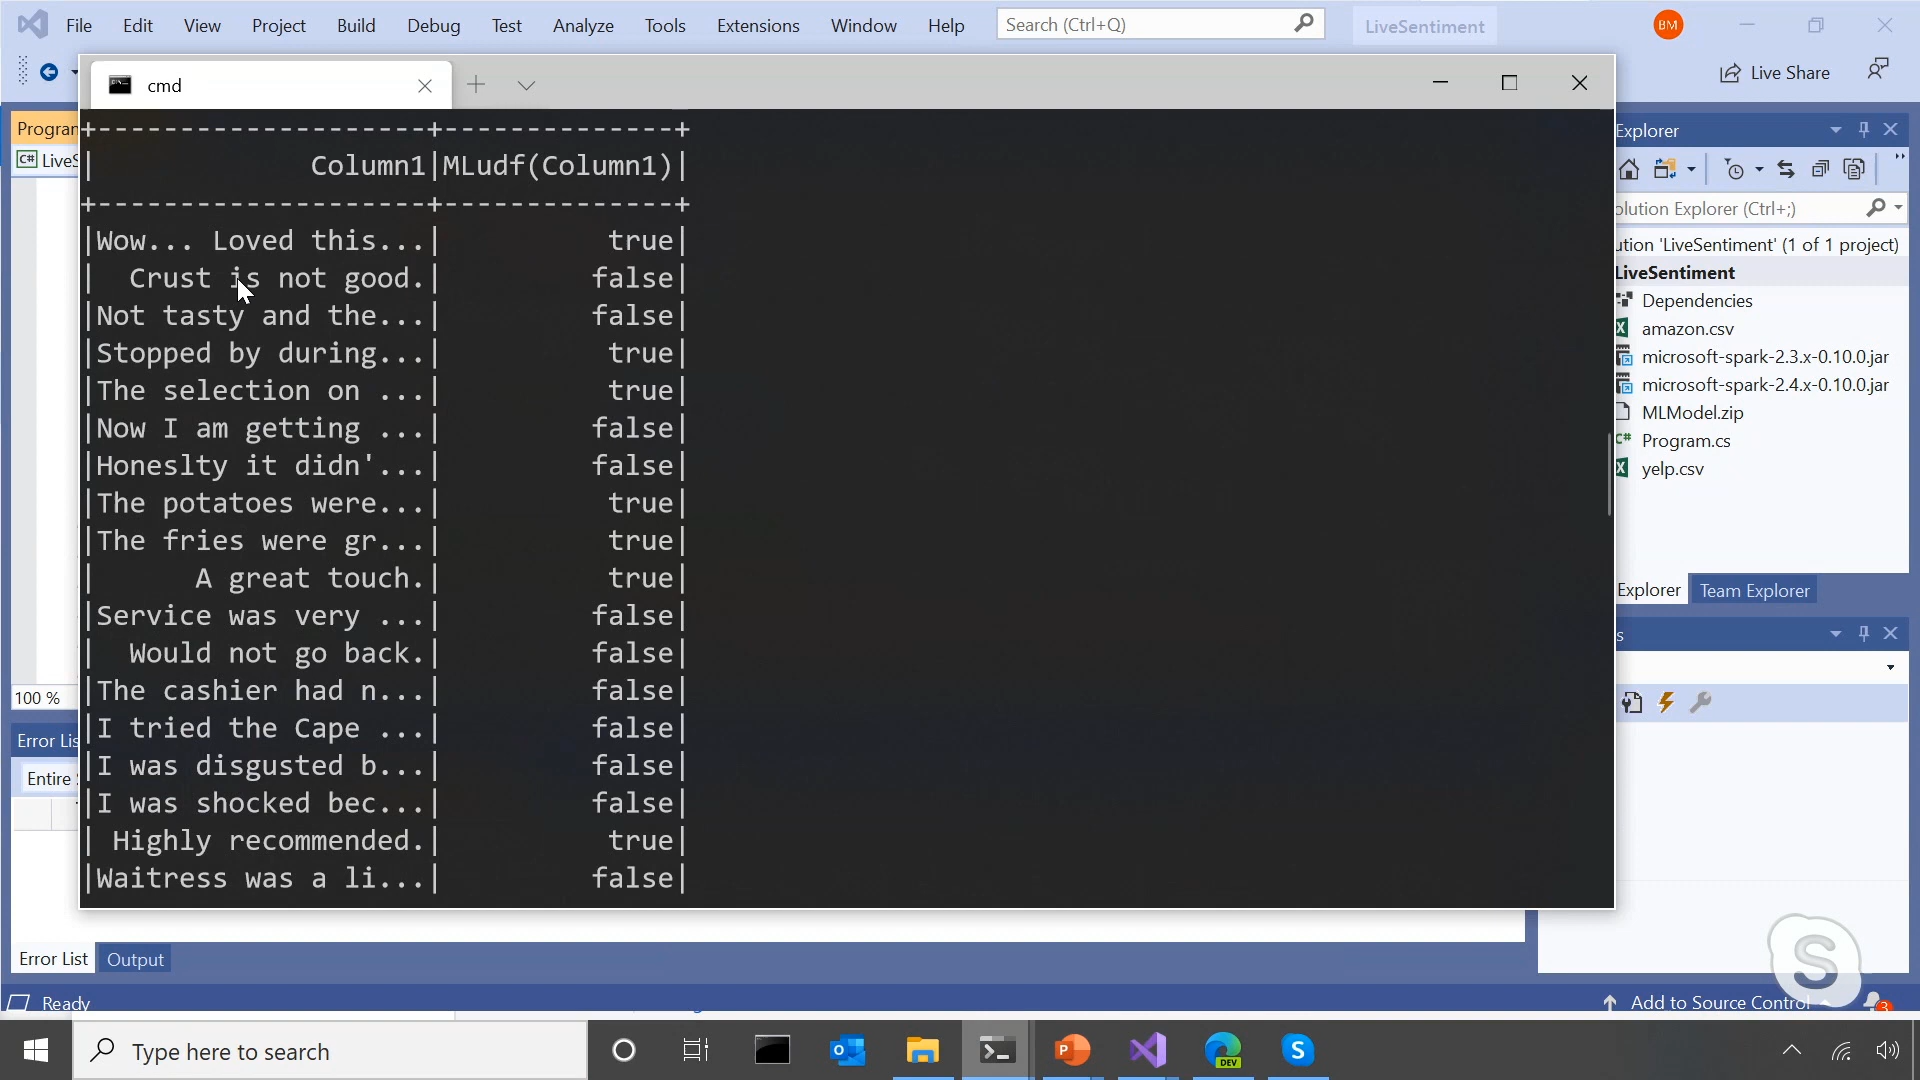 File Edit View Project Build Debug Test Analyze Tools Extensions Window Help Search (Ctrl+Q) LiveSentiment BM
Live Share
cmd
Program
C# LiveS
+--------------------+--------------+
| Column1|MLudf(Column1)|
+--------------------+--------------+
|Wow... Loved this...| true|
| Crust is not good.| false|
|Not tasty and the...| false|
|Stopped by during...| true|
|The selection on ...| true|
|Now I am getting ...| false|
|Honeslty it didn'...| false|
|The potatoes were...| true|
|The fries were gr...| true|
| A great touch.| true|
|Service was very ...| false|
| Would not go back.| false|
|The cashier had n...| false|
|I tried the Cape ...| false|
|I was disgusted b...| false|
|I was shocked bec...| false|
| Highly recommended.| true|
|Waitress was a li...| false|
Explorer
olution Explorer (Ctrl+;)
ution 'LiveSentiment' (1 of 1 project)
LiveSentiment
Dependencies
amazon.csv
microsoft-spark-2.3.x-0.10.0.jar
microsoft-spark-2.4.x-0.10.0.jar
MLModel.zip
C# Program.cs
yelp.csv
Explorer Team Explorer
s
100 %
Error Lis
Entire
Error List Output
Ready
Add to Source Control 3
Type here to search
DEV